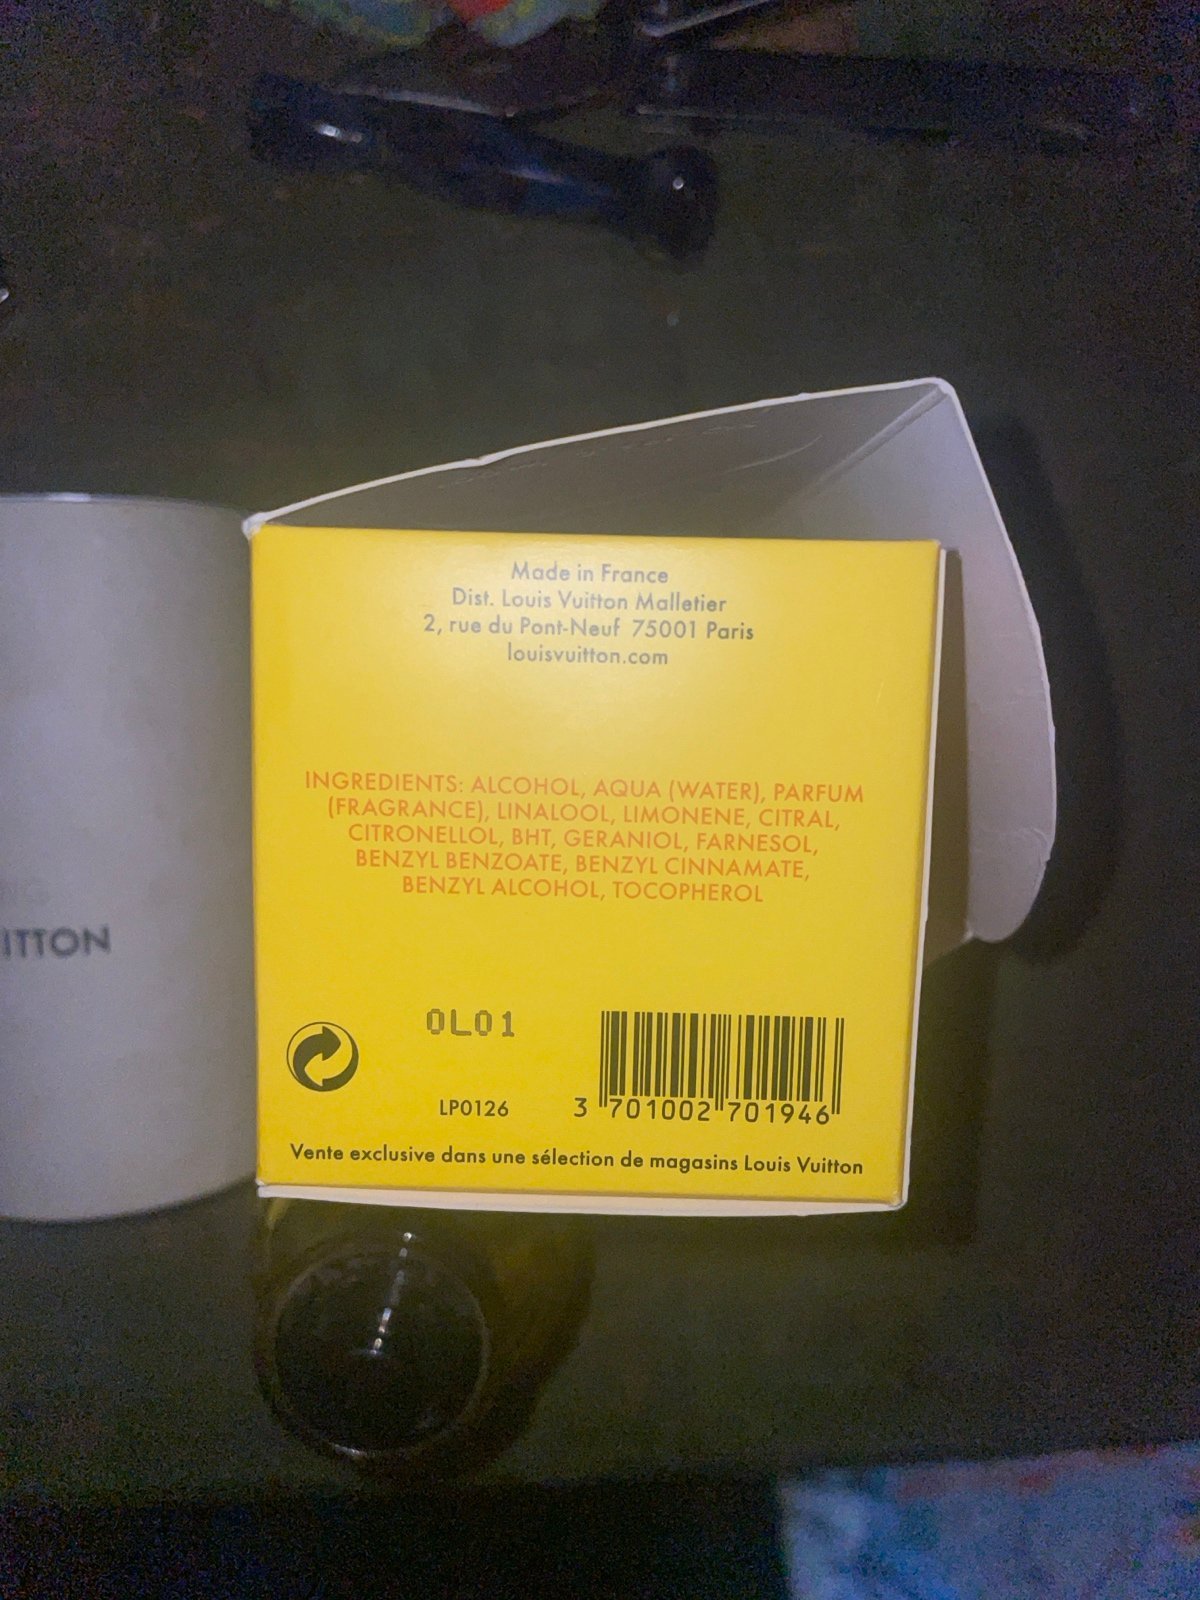 Made in France
Dist. Louis Vuitton Malletier
2, rue du Pont-Neuf 75001 Paris
louisvuitton.com
INGREDIENTS: ALCOHOL, AQUA (WATER), PARFUM
(FRAGRANCE), LINALOOL, LIMONENE, CITRAL,
CITRONELLOL, BHT, GERANIOL, FARNESOL,
BENZYL BENZOATE, BENZYL CINNAMATE,
BENZYL ALCOHOL, TOCOPHEROL
ITTON
0L01
LP0126
3 701002 701946
Vente exclusive dans une sélection de magasins Louis Vuitton